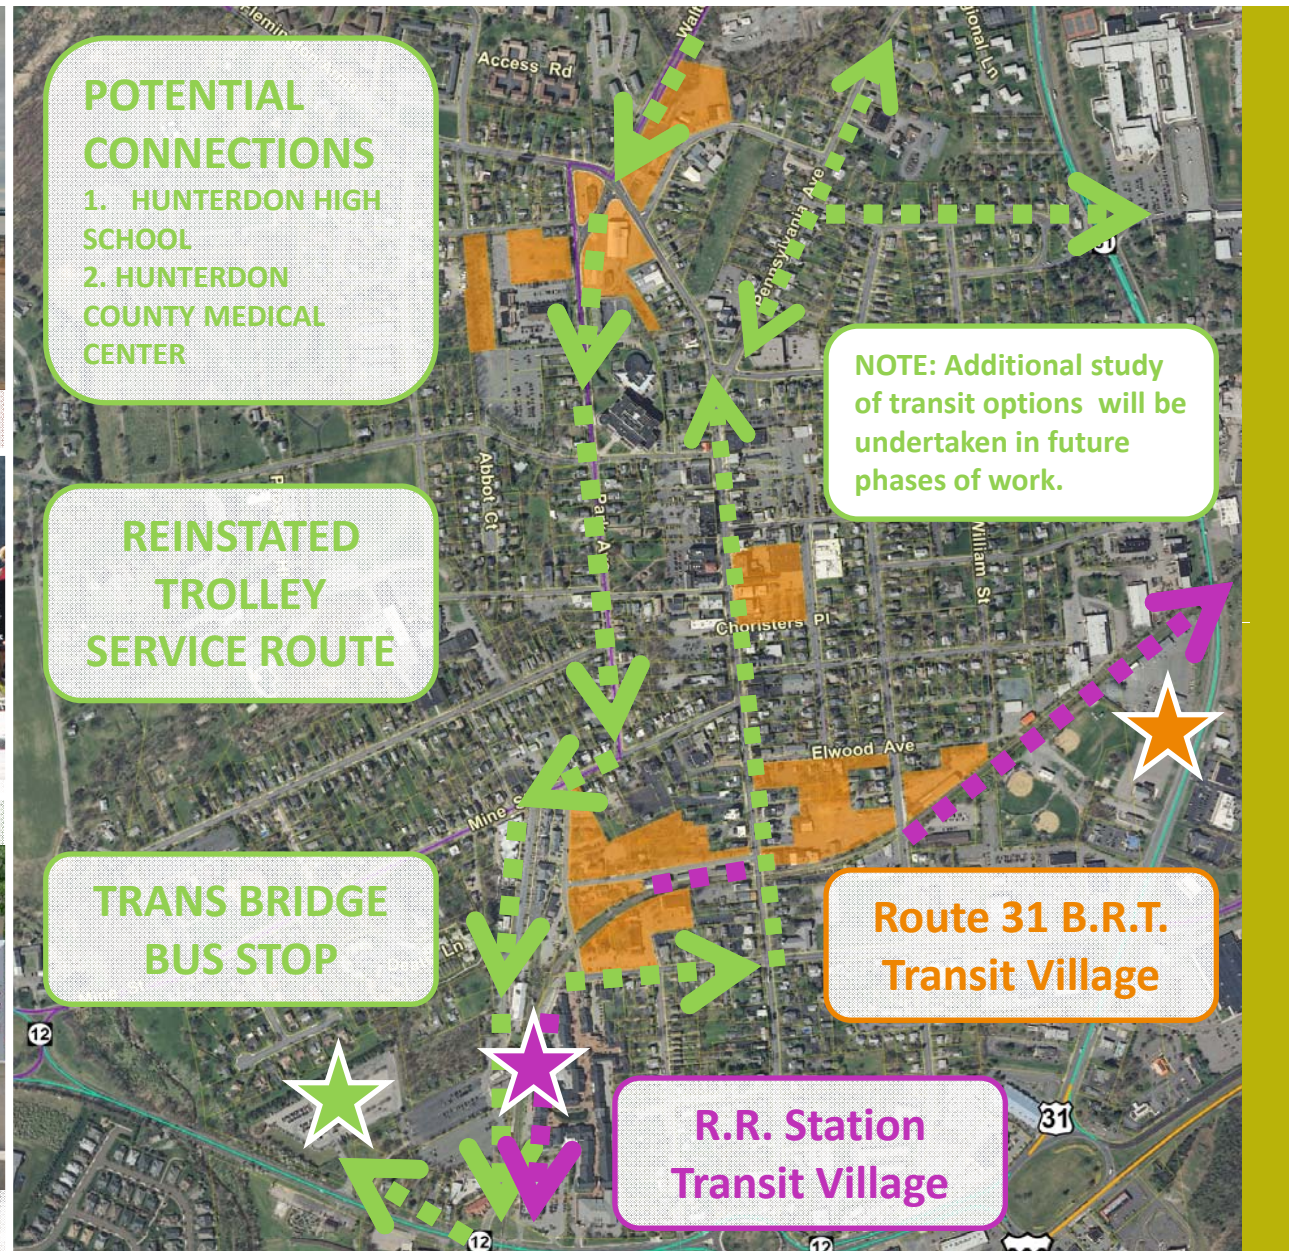 Access Rd
POTENTIAL
CONNECTIONS
1. HUNTERDON HIGH
SCHOOL
2. HUNTERDON
COUNTY MEDICAL
CENTER
Pennsylvania Ave
NOTE: Additional study
of transit options will be
undertaken in future
phases of work.
Abbot Ct
William St
REINSTATED
TROLLEY
SERVICE ROUTE
Choristers Pl
Elwood Ave
Mine
TRANS BRIDGE
BUS STOP
Ln
Route 31 B.R.T.
Transit Village
12
31
R.R. Station
Transit Village
12
12